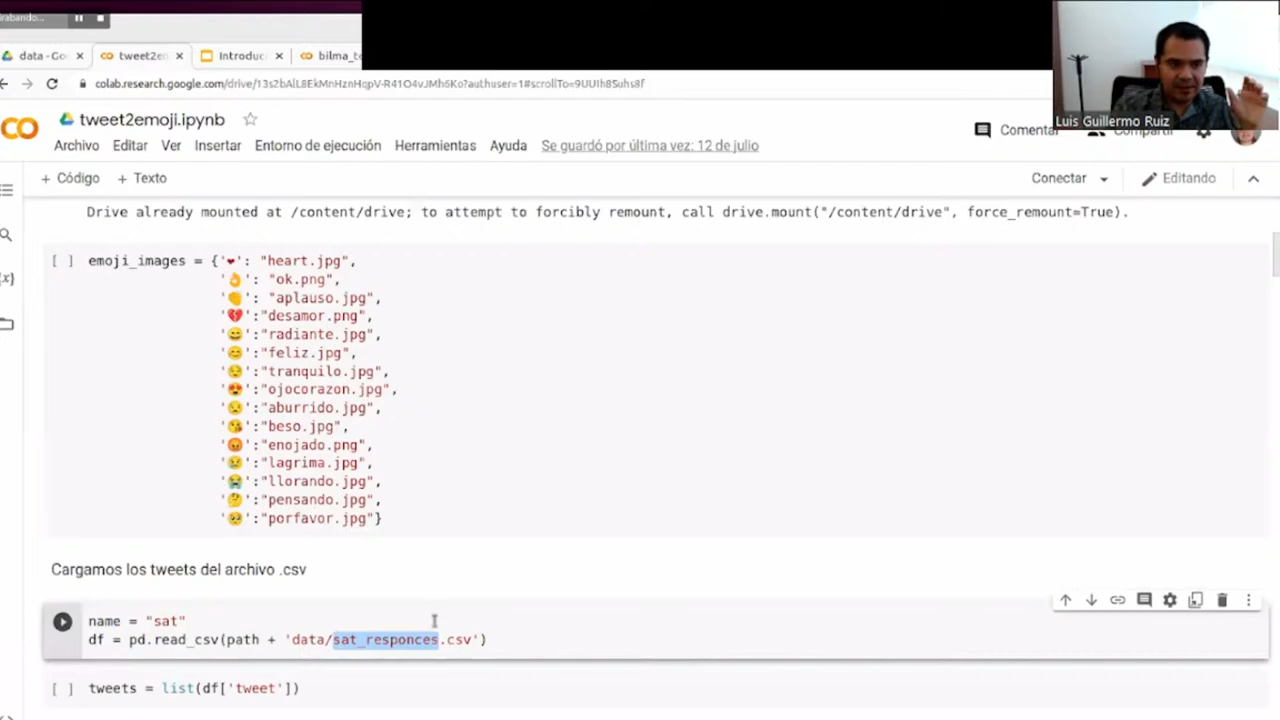 rabando...
data - Go
tweet2en
Introduc
bilma_te
colab.research.google.com/drive/13s2bAlL8EkMnHznHqpV-R41O4vJMh6Ko?authuser=1#scrollTo=9UUIh8Suhs8f
Luis Guillermo Ruiz
CO
tweet2emoji.ipynb
Comentar
Compartir
Archivo Editar Ver Insertar Entorno de ejecución Herramientas Ayuda Se guardó por última vez: 12 de julio
+ Código + Texto
Conectar
Editando
Drive already mounted at /content/drive; to attempt to forcibly remount, call drive.mount("/content/drive", force_remount=True).
[ ] emoji_images = {'❤': "heart.jpg",
'👌': "ok.png",
'👏': "aplauso.jpg",
'💔':"desamor.png",
'😄':"radiante.jpg",
'😊':"feliz.jpg",
'😌':"tranquilo.jpg",
'😍':"ojocorazon.jpg",
'😒':"aburrido.jpg",
'😘':"beso.jpg",
'😡':"enojado.png",
'😢':"lagrima.jpg",
'😭':"llorando.jpg",
'🤔':"pensando.jpg",
'🥺':"porfavor.jpg"}
Cargamos los tweets del archivo .csv
name = "sat"
df = pd.read_csv(path + 'data/sat_responces.csv')
[ ] tweets = list(df['tweet'])